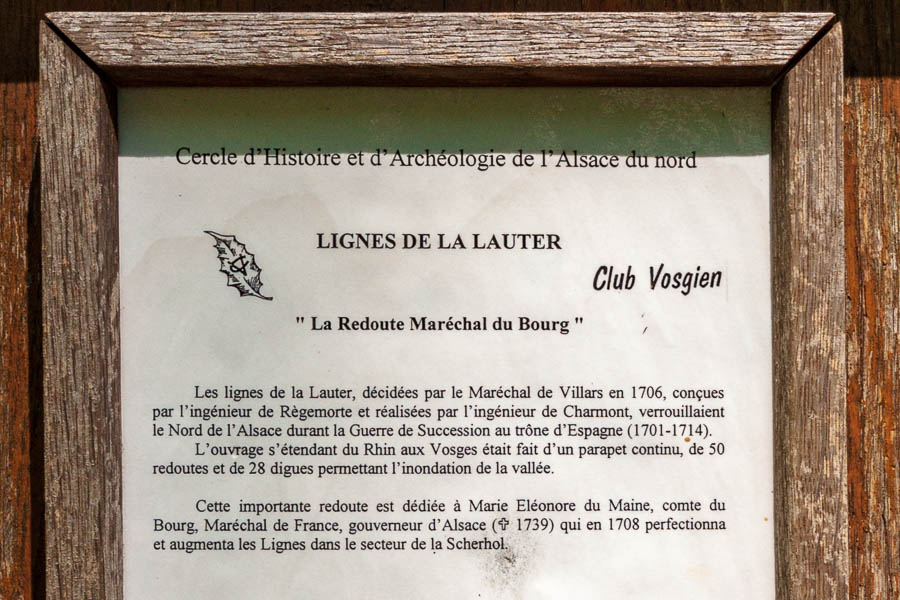 Cercle d'Histoire et d'Archéologie de l'Alsace du nord
LIGNES DE LA LAUTER
Club Vosgien
" La Redoute Maréchal du Bourg "
Les lignes de la Lauter, décidées par le Maréchal de Villars en 1706, conçues
par l'ingénieur de Règemorte et réalisées par l'ingénieur de Charmont, verrouillaient
le Nord de l'Alsace durant la Guerre de Succession au trône d'Espagne (1701-1714).
L'ouvrage s'étendant du Rhin aux Vosges était fait d'un parapet continu, de 50
redoutes et de 28 digues permettant l'inondation de la vallée.
Cette importante redoute est dédiée à Marie Eléonore du Maine, comte du
Bourg, Maréchal de France, gouverneur d'Alsace (✞ 1739) qui en 1708 perfectionna
et augmenta les Lignes dans le secteur de la Scherhol.